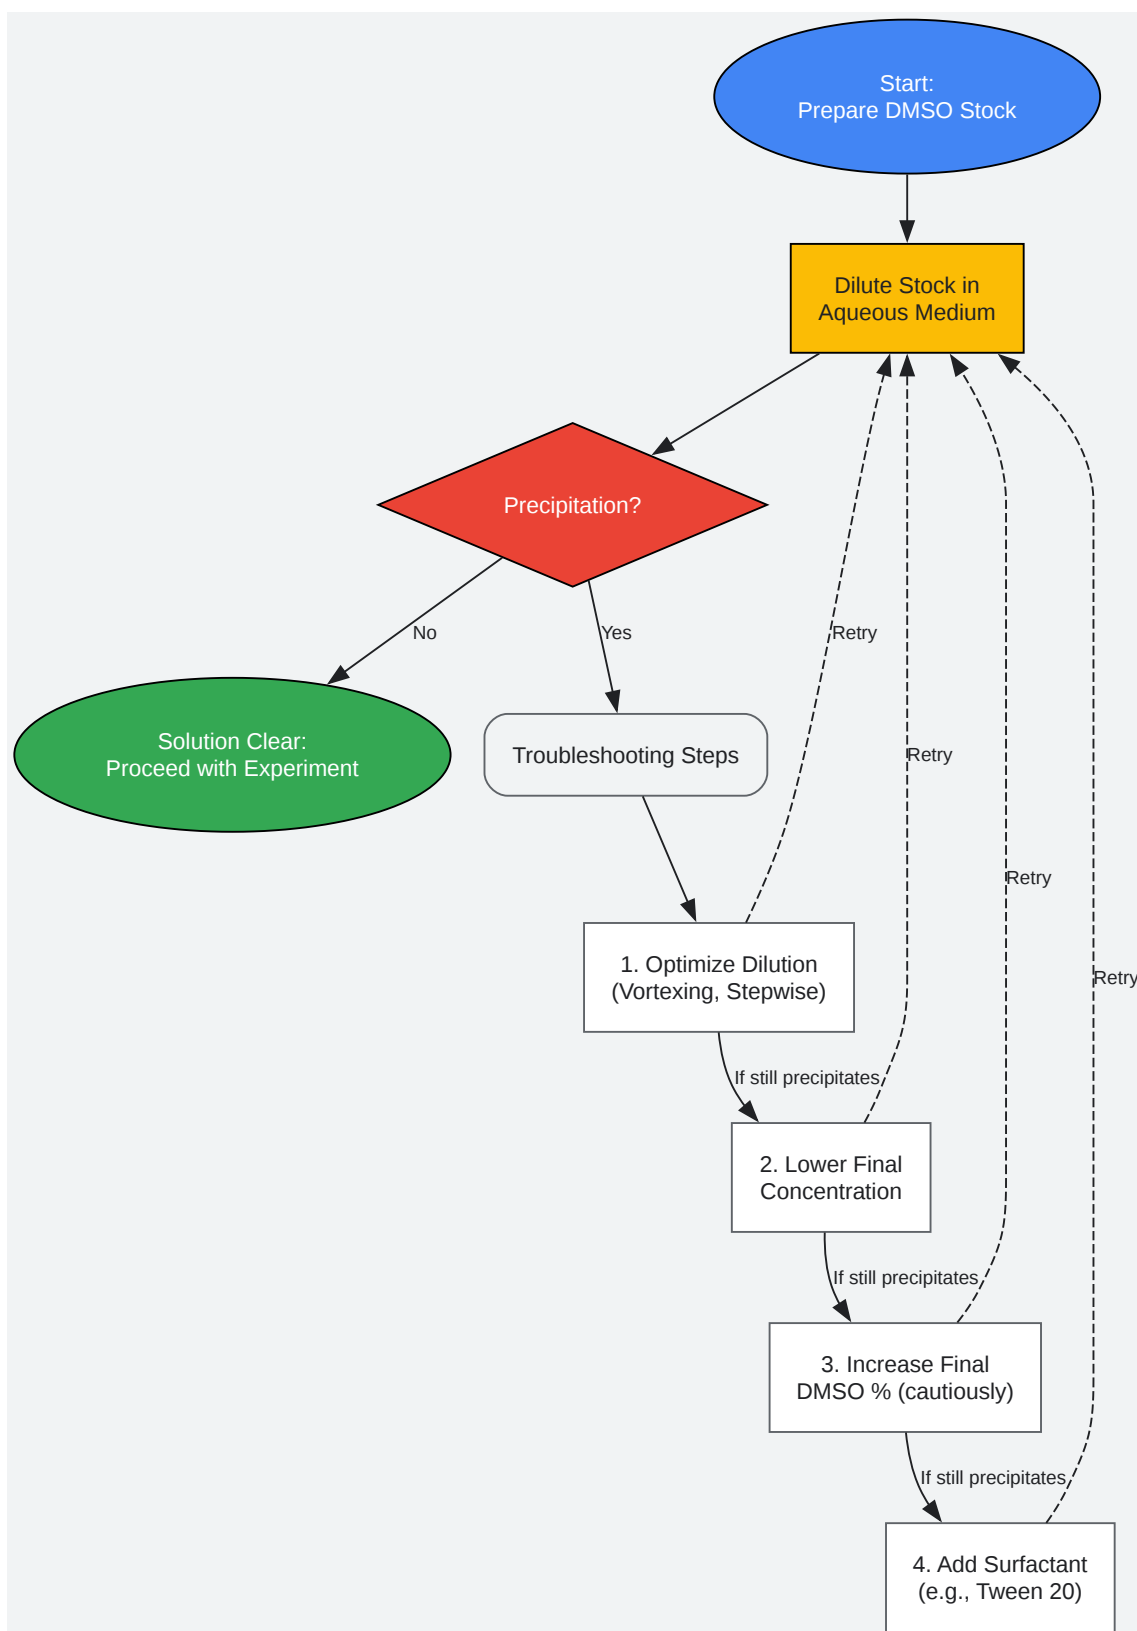 Start:
Prepare DMSO Stock
Dilute Stock in
Aqueous Medium
Precipitation?
No
Yes
Retry
Solution Clear:
Proceed with Experiment
Troubleshooting Steps
Retry
Retry
1. Optimize Dilution
(Vortexing, Stepwise)
Retry
If still precipitates
2. Lower Final
Concentration
If still precipitates
3. Increase Final
DMSO % (cautiously)
If still precipitates
4. Add Surfactant
(e.g., Tween 20)